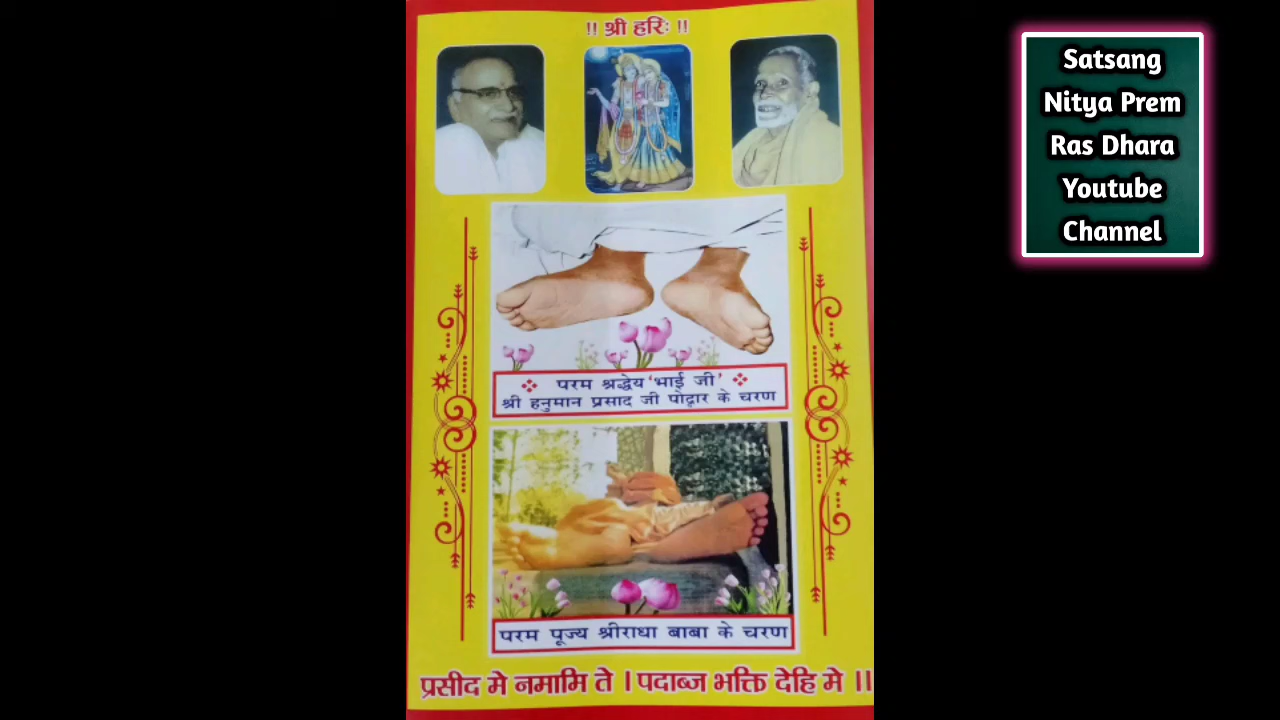 !! श्री हरिः !!
Satsang
Nitya Prem
Ras Dhara
Youtube
Channel
परम श्रद्धेय ‘भाई जी’
श्री हनुमान प्रसाद जी पोद्दार के चरण
परम पूज्य श्रीराधा बाबा के चरण
प्रसीद मे नमामि ते । पदाब्ज भक्ति देहि मे ।।